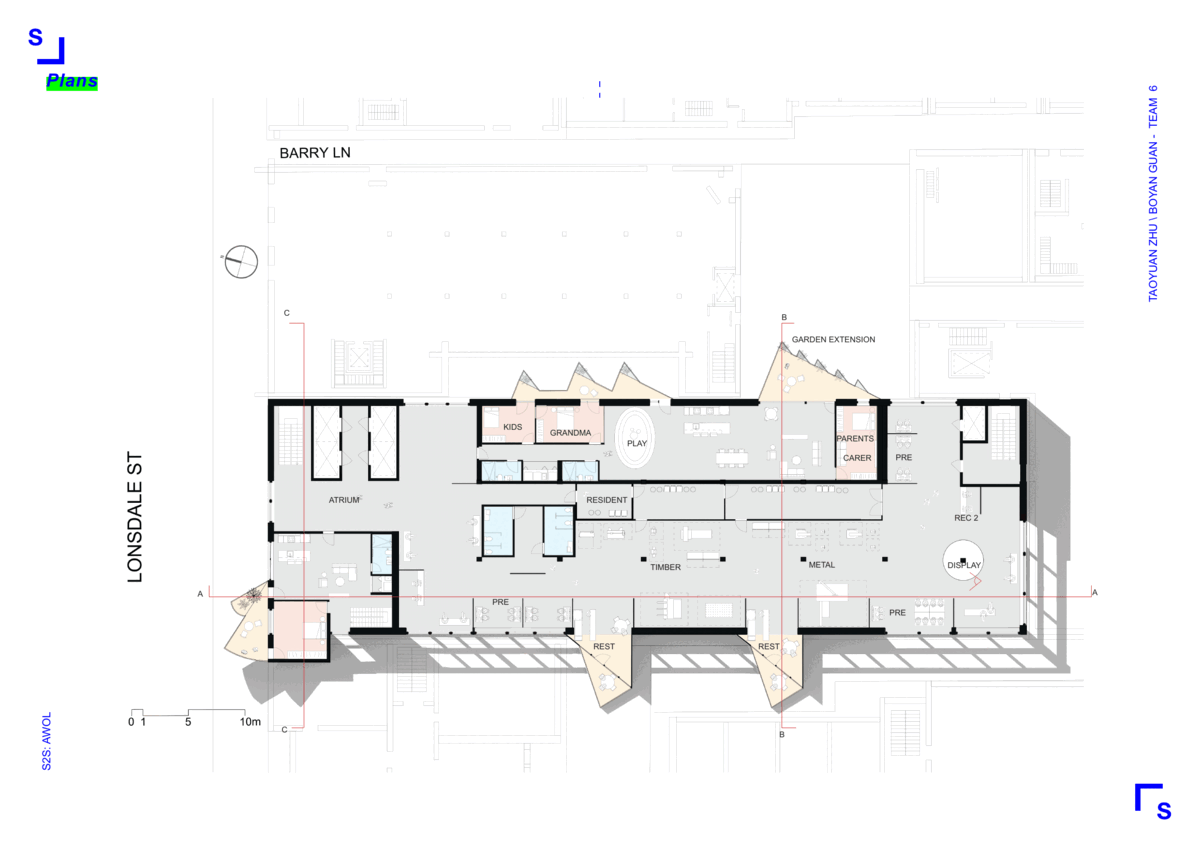 S
Plans
TAOYUAN ZHU \ BOYAN GUAN - TEAM 6
BARRY LN
C
B
GARDEN EXTENSION
KIDS
GRANDMA
PLAY
PARENTS
CARER
PRE
ATRIUM
RESIDENT
REC 2
LONSDALE ST
TIMBER
METAL
DISPLAY
A
A
PRE
PRE
REST
REST
0 1 5 10m
C
B
S2S: AWOL
S